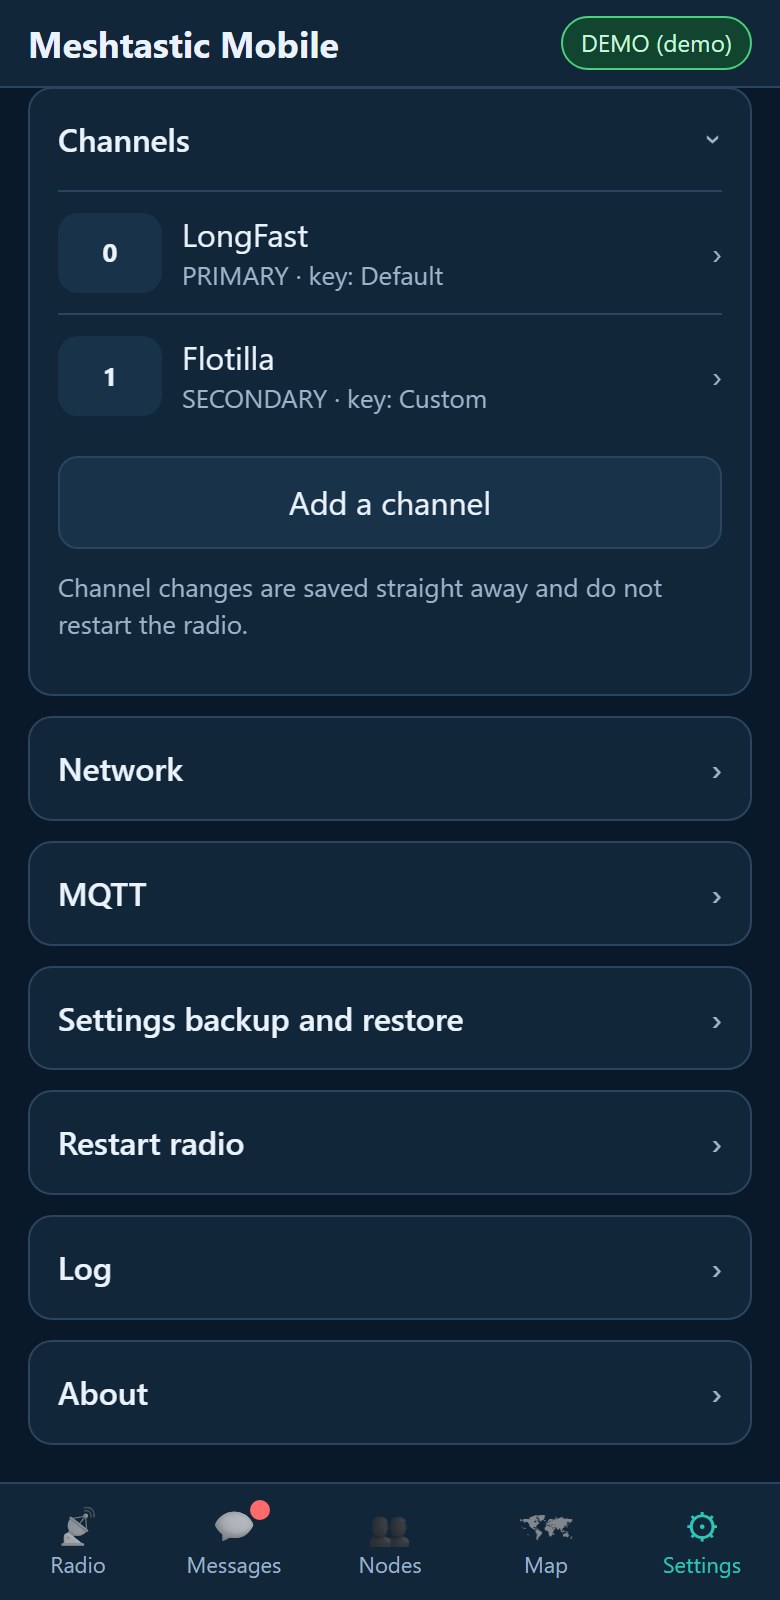 Meshtastic Mobile
DEMO (demo)
Channels
0
LongFast
PRIMARY · key: Default
1
Flotilla
SECONDARY · key: Custom
Add a channel
Channel changes are saved straight away and do not
restart the radio.
Network
MQTT
Settings backup and restore
Restart radio
Log
About
Radio
Messages
Nodes
Map
Settings